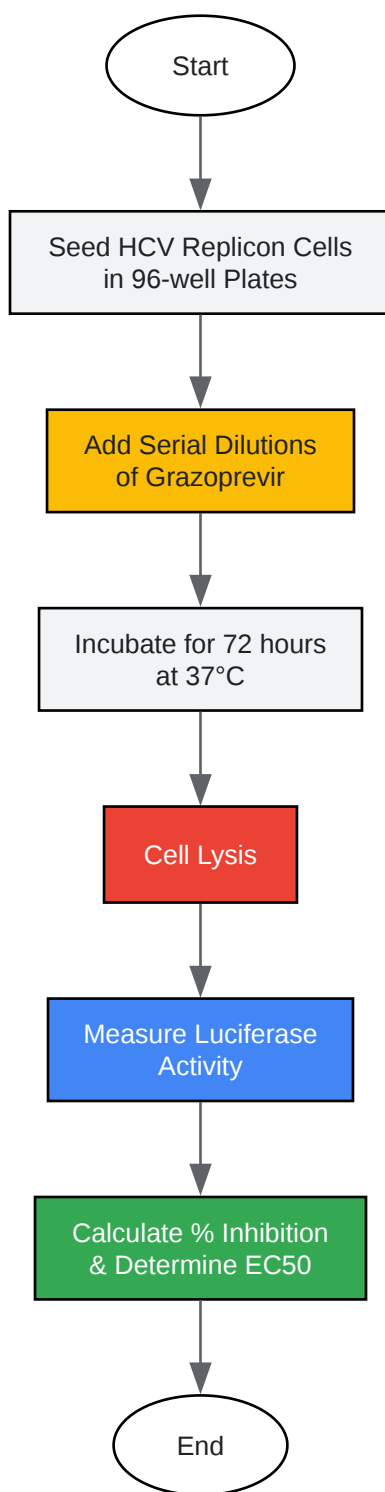 Start
Seed HCV Replicon Cells
in 96-well Plates
Add Serial Dilutions
of Grazoprevir
Incubate for 72 hours
at 37°C
Cell Lysis
Measure Luciferase
Activity
Calculate % Inhibition
& Determine EC50
End